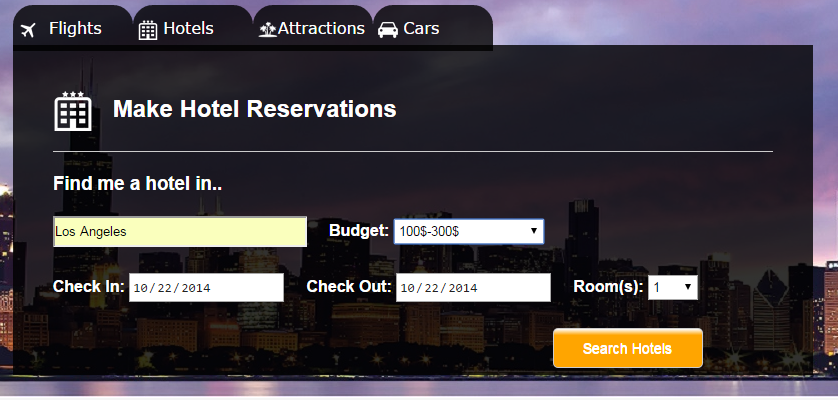 Flights Hotels Attractions Cars
Make Hotel Reservations
Find me a hotel in..
Los Angeles Budget: 100$-300$
Check In: 10/22/2014 Check Out: 10/22/2014 Room(s): 1
Search Hotels